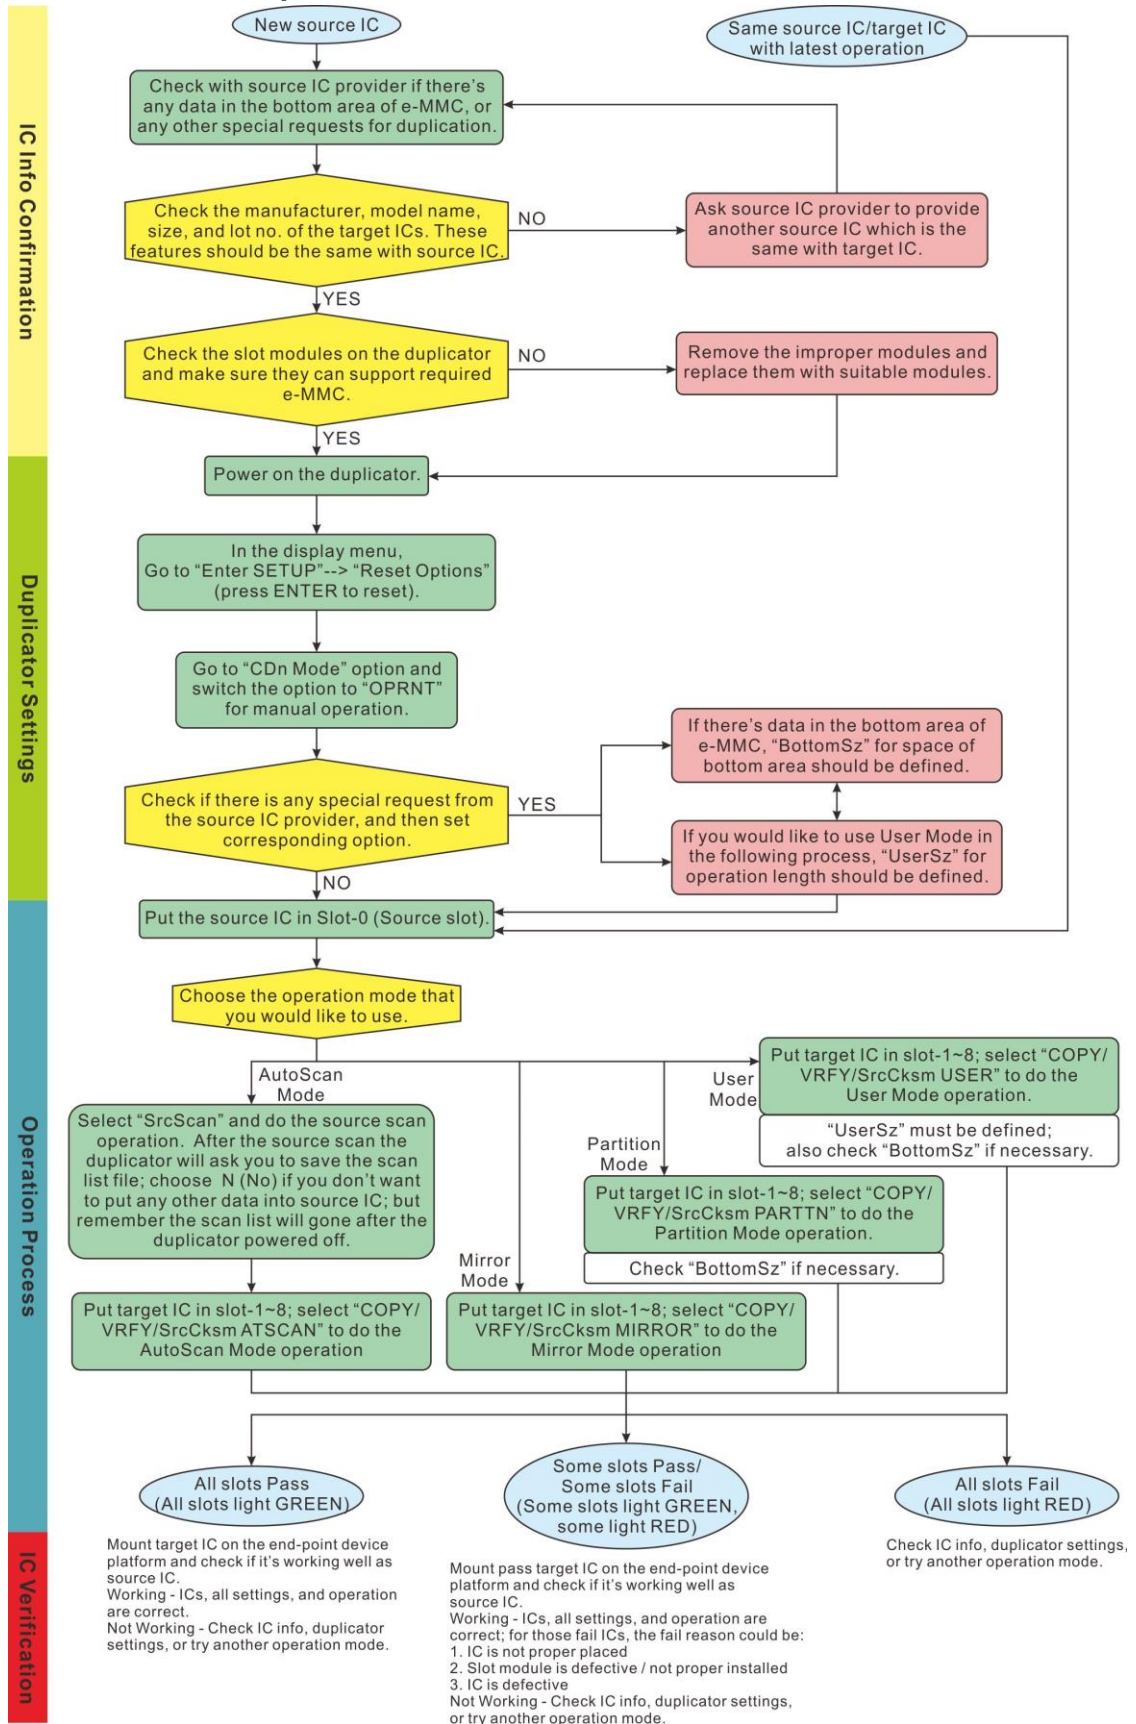 New source IC
Same source IC/target IC
with latest operation
IC Info Confirmation
Check with source IC provider if there's
any data in the bottom area of e-MMC, or
any other special requests for duplication.
Check the manufacturer, model name,
size, and lot no. of the target ICs. These
features should be the same with source IC.
NO
Ask source IC provider to provide
another source IC which is the
same with target IC.
YES
Check the slot modules on the duplicator
and make sure they can support required
e-MMC.
NO
Remove the improper modules and
replace them with suitable modules.
YES
Duplicator Settings
Power on the duplicator.
In the display menu,
Go to “Enter SETUP”--> “Reset Options”
(press ENTER to reset).
Go to “CDn Mode” option and
switch the option to “OPRNT”
for manual operation.
Check if there is any special request from
the source IC provider, and then set
corresponding option.
YES
If there's data in the bottom area of
e-MMC, “BottomSz” for space of
bottom area should be defined.
If you would like to use User Mode in
the following process, “UserSz” for
operation length should be defined.
NO
Operation Process
Put the source IC in Slot-0 (Source slot).
Choose the operation mode that
you would like to use.
AutoScan
Mode
Select “SrcScan” and do the source scan
operation. After the source scan the
duplicator will ask you to save the scan
list file; choose N (No) if you don't want
to put any other data into source IC; but
remember the scan list will gone after the
duplicator powered off.
Put target IC in slot-1~8; select “COPY/
VRFY/SrcCksm ATSCAN” to do the
AutoScan Mode operation
Mirror
Mode
Put target IC in slot-1~8; select “COPY/
VRFY/SrcCksm MIRROR” to do the
Mirror Mode operation
Partition
Mode
Put target IC in slot-1~8; select “COPY/
VRFY/SrcCksm PARTTN” to do the
Partition Mode operation.
Check “BottomSz” if necessary.
User
Mode
Put target IC in slot-1~8; select “COPY/
VRFY/SrcCksm USER” to do the
User Mode operation.
“UserSz” must be defined;
also check “BottomSz” if necessary.
All slots Pass
(All slots light GREEN)
Some slots Pass/
Some slots Fail
(Some slots light GREEN,
some light RED)
All slots Fail
(All slots light RED)
IC Verification
Mount target IC on the end-point device
platform and check if it's working well as
source IC.
Working - ICs, all settings, and operation
are correct.
Not Working - Check IC info, duplicator
settings, or try another operation mode.
Mount pass target IC on the end-point device
platform and check if it's working well as
source IC.
Working - ICs, all settings, and operation are
correct; for those fail ICs, the fail reason could be:
1. IC is not proper placed
2. Slot module is defective / not proper installed
3. IC is defective
Not Working - Check IC info, duplicator settings,
or try another operation mode.
Check IC info, duplicator settings,
or try another operation mode.